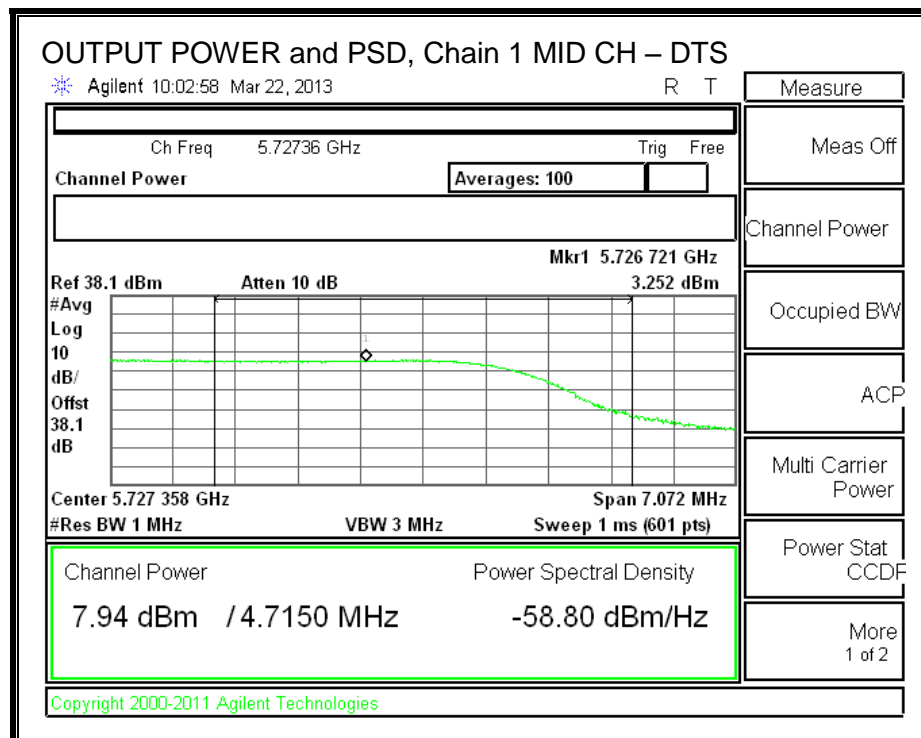 OUTPUT POWER and PSD, Chain 1 MID CH – DTS
Agilent 10:02:58 Mar 22, 2013 R T
Ch Freq 5.72736 GHz Trig Free
Channel Power Averages: 100
Mkr1 5.726 721 GHz
Ref 38.1 dBm Atten 10 dB 3.252 dBm
#Avg
Log
10
dB/
Offst
38.1
dB
1
Center 5.727 358 GHz Span 7.072 MHz
#Res BW 1 MHz VBW 3 MHz Sweep 1 ms (601 pts)
Channel Power Power Spectral Density
7.94 dBm / 4.7150 MHz -58.80 dBm/Hz
Copyright 2000-2011 Agilent Technologies
Measure
Meas Off
Channel Power
Occupied BW
ACP
Multi Carrier
Power
Power Stat
CCDF
More
1 of 2